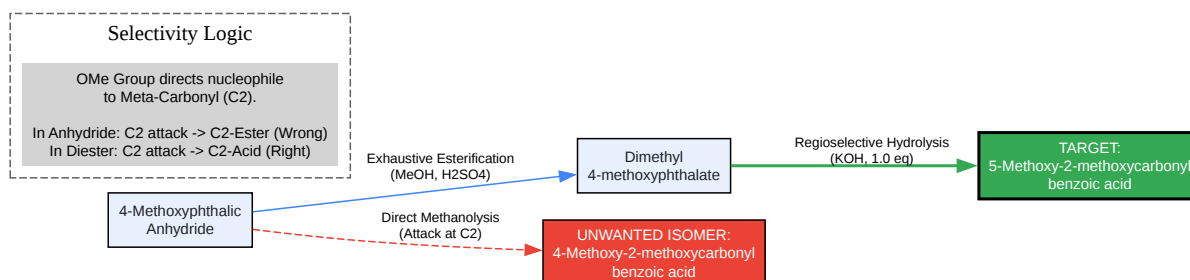 Selectivity Logic
OMe Group directs nucleophile
to Meta-Carbonyl (C2).
In Anhydride: C2 attack -> C2-Ester (Wrong)
In Diester: C2 attack -> C2-Acid (Right)
4-Methoxyphthalic
Anhydride
Exhaustive Esterification
(MeOH, H2SO4)
Direct Methanolysis
(Attack at C2)
Dimethyl
4-methoxyphthalate
UNWANTED ISOMER:
4-Methoxy-2-methoxycarbonyl
benzoic acid
Regioselective Hydrolysis
(KOH, 1.0 eq)
TARGET:
5-Methoxy-2-methoxycarbonyl
benzoic acid